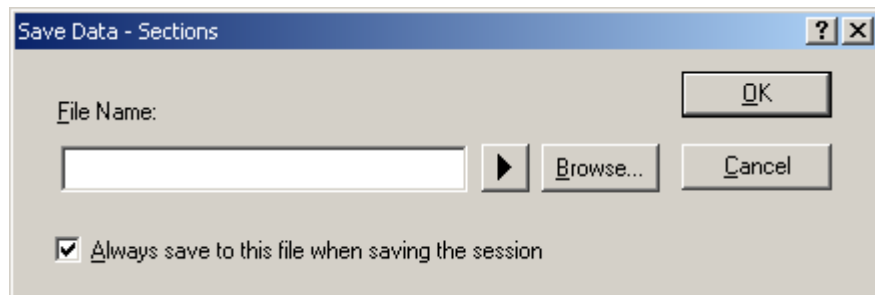 Save Data - Sections
?
OK
File Name:
Browse...
Cancel
Always save to this file when saving the session